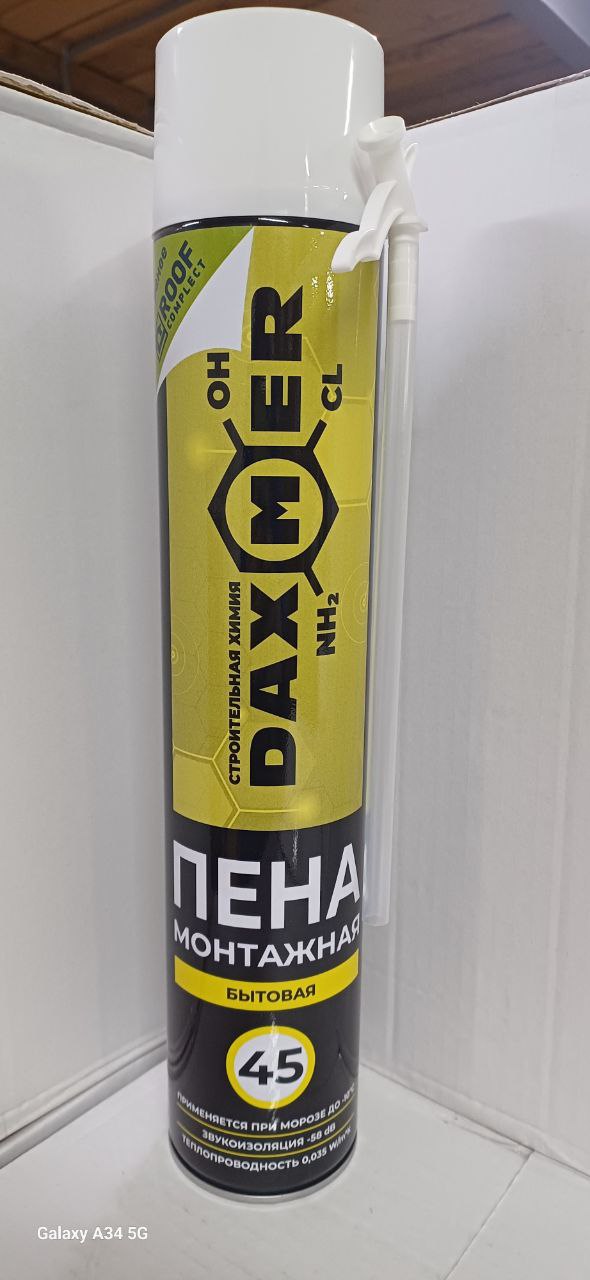 ROOF
COMPLECT
OH
CL
NH₂
СТРОИТЕЛЬНАЯ ХИМИЯ
DAXMER
ПЕНА
МОНТАЖНАЯ
БЫТОВАЯ
45
ПРИМЕНЯЕТСЯ ПРИ МОРОЗЕ ДО -10°C
ЗВУКОИЗОЛЯЦИЯ -58 dB
ТЕПЛОПРОВОДНОСТЬ 0,035 W/m*k
Galaxy A34 5G